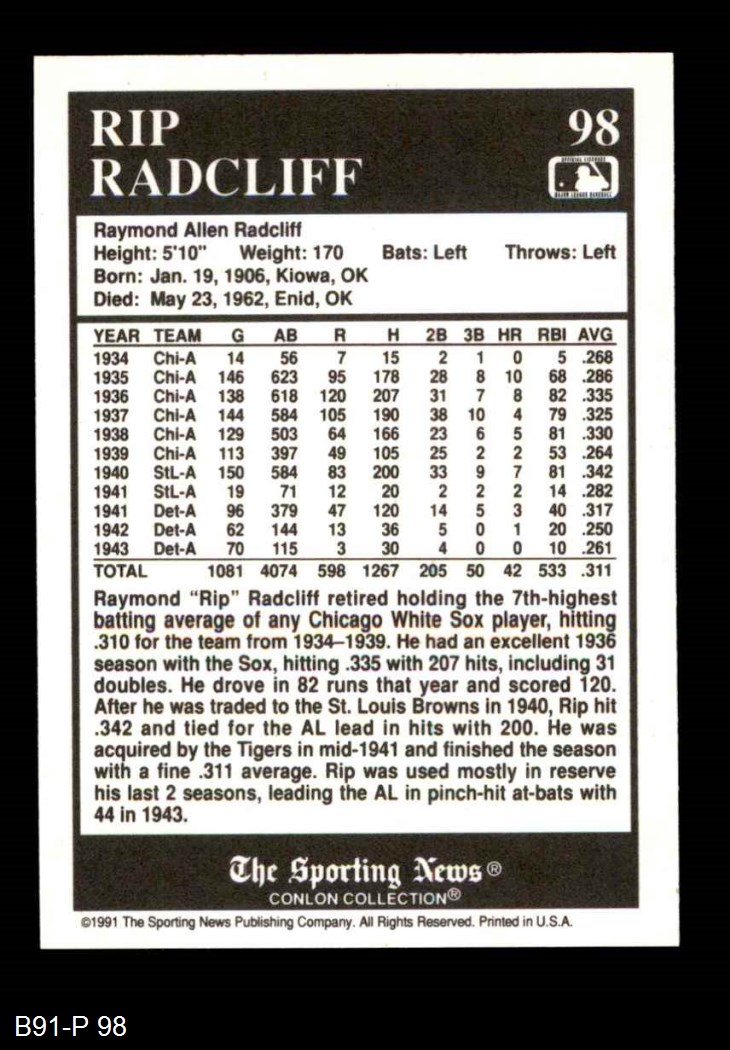 RIP
RADCLIFF
98
OFFICIAL LICENSEE
MAJOR LEAGUE BASEBALL
Raymond Allen Radcliff
Height: 5'10" Weight: 170 Bats: Left Throws: Left
Born: Jan. 19, 1906, Kiowa, OK
Died: May 23, 1962, Enid, OK
YEAR TEAM G AB R H 2B 3B HR RBI AVG
1934 Chi-A 14 56 7 15 2 1 0 5 .268
1935 Chi-A 146 623 95 178 28 8 10 68 .286
1936 Chi-A 138 618 120 207 31 7 8 82 .335
1937 Chi-A 144 584 105 190 38 10 4 79 .325
1938 Chi-A 129 503 64 166 23 6 5 81 .330
1939 Chi-A 113 397 49 105 25 2 2 53 .264
1940 StL-A 150 584 83 200 33 9 7 81 .342
1941 StL-A 19 71 12 20 2 2 2 14 .282
1941 Det-A 96 379 47 120 14 5 3 40 .317
1942 Det-A 62 144 13 36 5 0 1 20 .250
1943 Det-A 70 115 3 30 4 0 0 10 .261
TOTAL 1081 4074 598 1267 205 50 42 533 .311
Raymond “Rip” Radcliff retired holding the 7th-highest
batting average of any Chicago White Sox player, hitting
.310 for the team from 1934–1939. He had an excellent 1936
season with the Sox, hitting .335 with 207 hits, including 31
doubles. He drove in 82 runs that year and scored 120.
After he was traded to the St. Louis Browns in 1940, Rip hit
.342 and tied for the AL lead in hits with 200. He was
acquired by the Tigers in mid-1941 and finished the season
with a fine .311 average. Rip was used mostly in reserve
his last 2 seasons, leading the AL in pinch-hit at-bats with
44 in 1943.
The Sporting News®
CONLON COLLECTION®
©1991 The Sporting News Publishing Company. All Rights Reserved. Printed in U.S.A.
B91-P 98